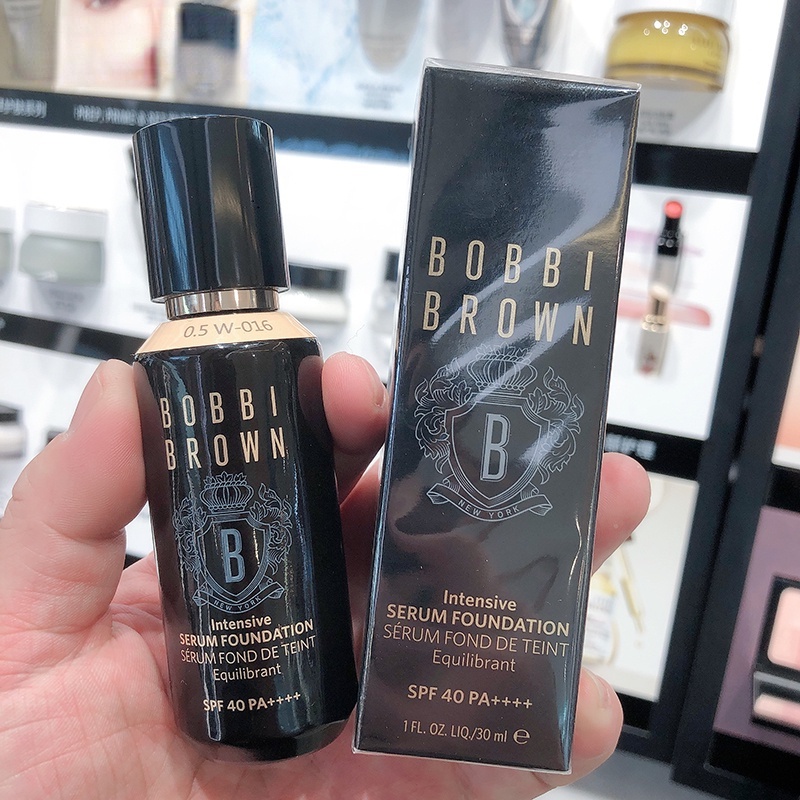 PREP, PRIME &
0.5 W-016
BOBBI
BROWN
B
NEW YORK
Intensive
SERUM FOUNDATION
SÉRUM FOND DE TEINT
Equilibrant
SPF 40 PA++++
BOBBI
BROWN
B
NEW YORK
Intensive
SERUM FOUNDATION
SÉRUM FOND DE TEINT
Equilibrant
SPF 40 PA++++
1 FL. OZ. LIQ./30 ml ℮